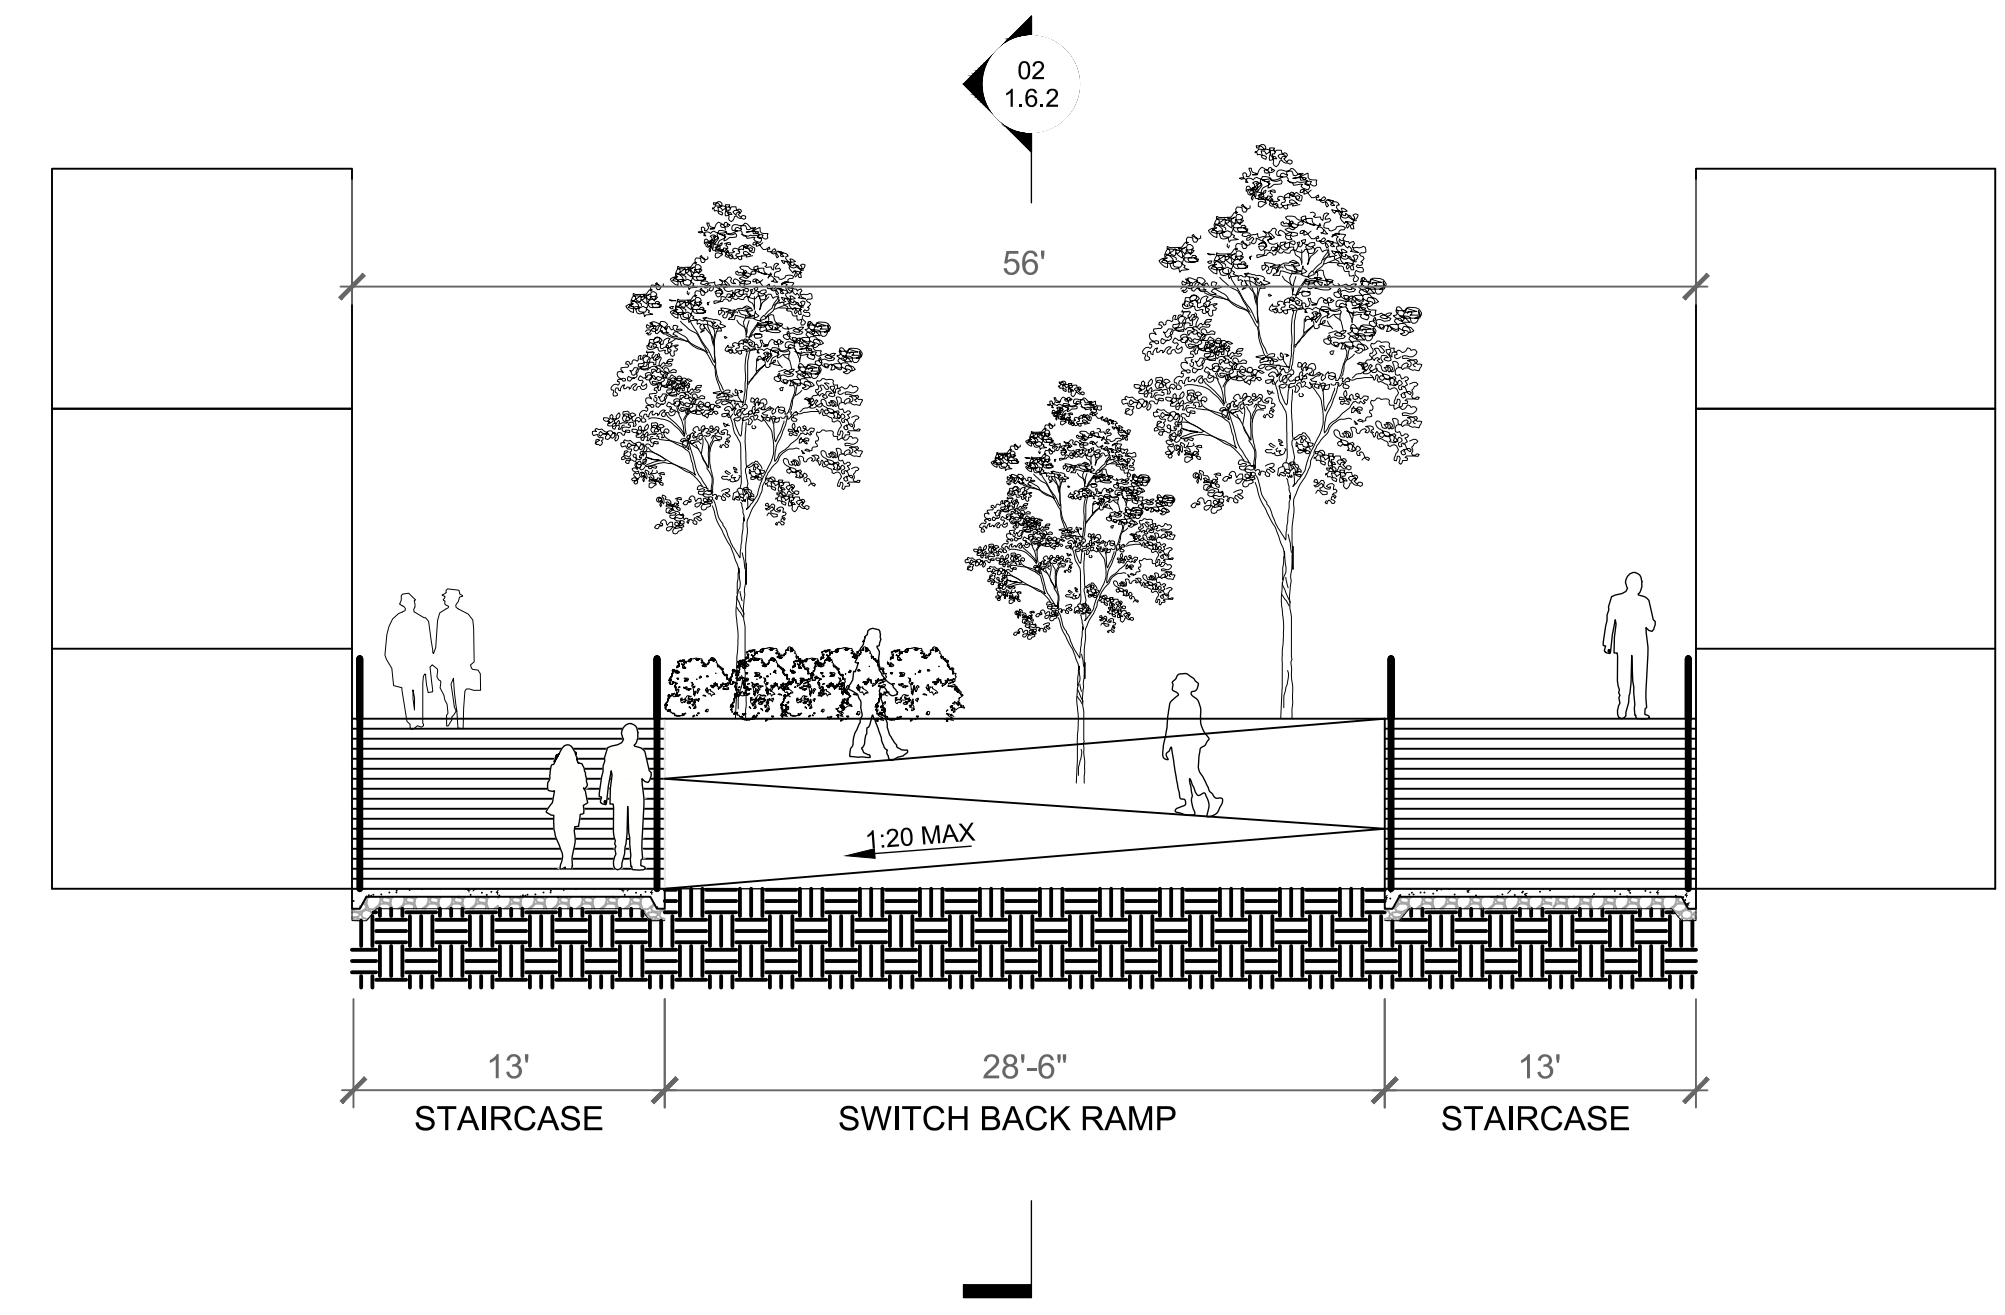 02
1.6.2
56'
1:20 MAX
13'
28'-6"
13'
STAIRCASE
SWITCH BACK RAMP
STAIRCASE